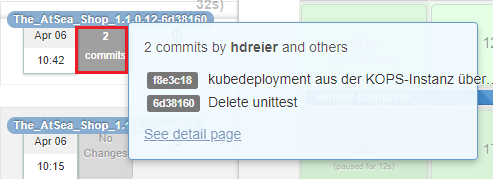 32s)
The_AtSea_Shop_1.1.0.12-6d38160
Apr 06
10:42
2
commits
2 commits by hdreier and others
f8e3c18 kubedeployment aus der KOPS-Instanz über...
6d38160 Delete unittest
See detail page
almost complete
The_AtSea_Shop_1.
Apr 06
10:15
No
Changes
(paused for 12s)